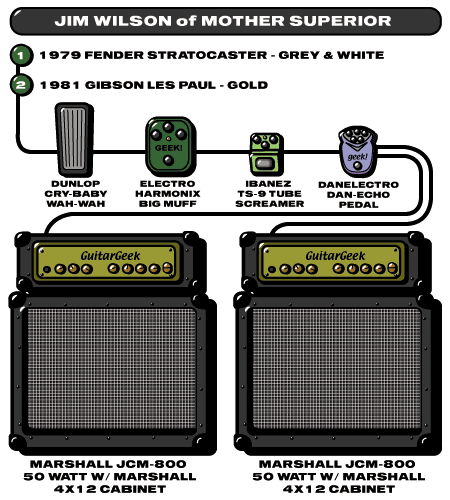 JIM WILSON of MOTHER SUPERIOR
1 1979 FENDER STRATOCASTER - GREY & WHITE
2 1981 GIBSON LES PAUL - GOLD
GEEK!
geek!
DUNLOP
CRY-BABY
WAH-WAH
ELECTRO
HARMONIX
BIG MUFF
IBANEZ
TS-9 TUBE
SCREAMER
DANELECTRO
DAN-ECHO
PEDAL
GuitarGeek
GuitarGeek
MARSHALL JCM-800
50 WATT W/ MARSHALL
4X12 CABINET
MARSHALL JCM-800
50 WATT W/ MARSHALL
4X12 CABINET